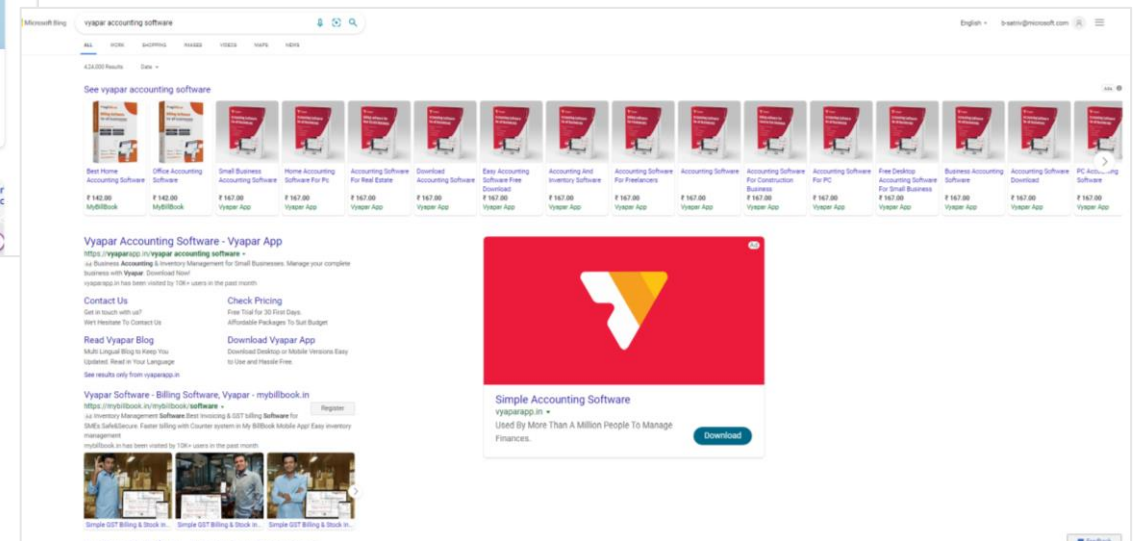 Microsoft Bing
vyapar accounting software
English
b-satriv@microsoft.com
ALL WORK SHOPPING IMAGES VIDEOS MAPS NEWS
4,24,000 Results Date
See vyapar accounting software
Ads
Best Home
Accounting Software
₹ 142.00
MyBillBook
Office Accounting
Software
₹ 142.00
MyBillBook
Small Business
Accounting Software
₹ 167.00
Vyapar App
Home Accounting
Software For Pc
₹ 167.00
Vyapar App
Accounting Software
For Real Estate
₹ 167.00
Vyapar App
Download
Accounting Software
₹ 167.00
Vyapar App
Easy Accounting
Software Free
Download
₹ 167.00
Vyapar App
Accounting And
Inventory Software
₹ 167.00
Vyapar App
Accounting Software
For Freelancers
₹ 167.00
Vyapar App
Accounting Software
₹ 167.00
Vyapar App
Accounting Software
For Construction
Business
₹ 167.00
Vyapar App
Accounting Software
For PC
₹ 167.00
Vyapar App
Free Desktop
Accounting Software
For Small Business
₹ 167.00
Vyapar App
Business Accounting
Software
₹ 167.00
Vyapar App
Accounting Software
Download
₹ 167.00
Vyapar App
PC
Software
₹ 167.00
Vyapar App
Vyapar Accounting Software - Vyapar App
https://vyaparapp.in/vyapar accounting software
Ad Business Accounting & Inventory Management for Small Businesses. Manage your complete
business with Vyapar. Download Now!
vyaparapp.in has been visited by 10K+ users in the past month
Contact Us
Get in touch with us?
We't Hesitate To Contact Us
Check Pricing
Free Trial for 30 First Days.
Affordable Packages To Suit Budget
Read Vyapar Blog
Multi Lingual Blog to Keep You
Updated. Read in Your Language
Download Vyapar App
Download Desktop or Mobile Versions Easy
to Use and Hassle Free.
See results only from vyaparapp.in
Vyapar Software - Billing Software, Vyapar - mybillbook.in
https://mybillbook.in/mybillbook/software
Register
Ad Inventory Management Software.Best Invoicing & GST billing Software for
SMEs.Safe&Secure. Faster billing with Counter system in My BillBook Mobile App! Easy inventory
management
mybillbook.in has been visited by 10K+ users in the past month
Simple GST Billing & Stock In...
Simple GST Billing & Stock In...
Simple GST Billing & Stock In...
Ad
Simple Accounting Software
vyaparapp.in
Used By More Than A Million People To Manage
Finances.
Download
Feedback